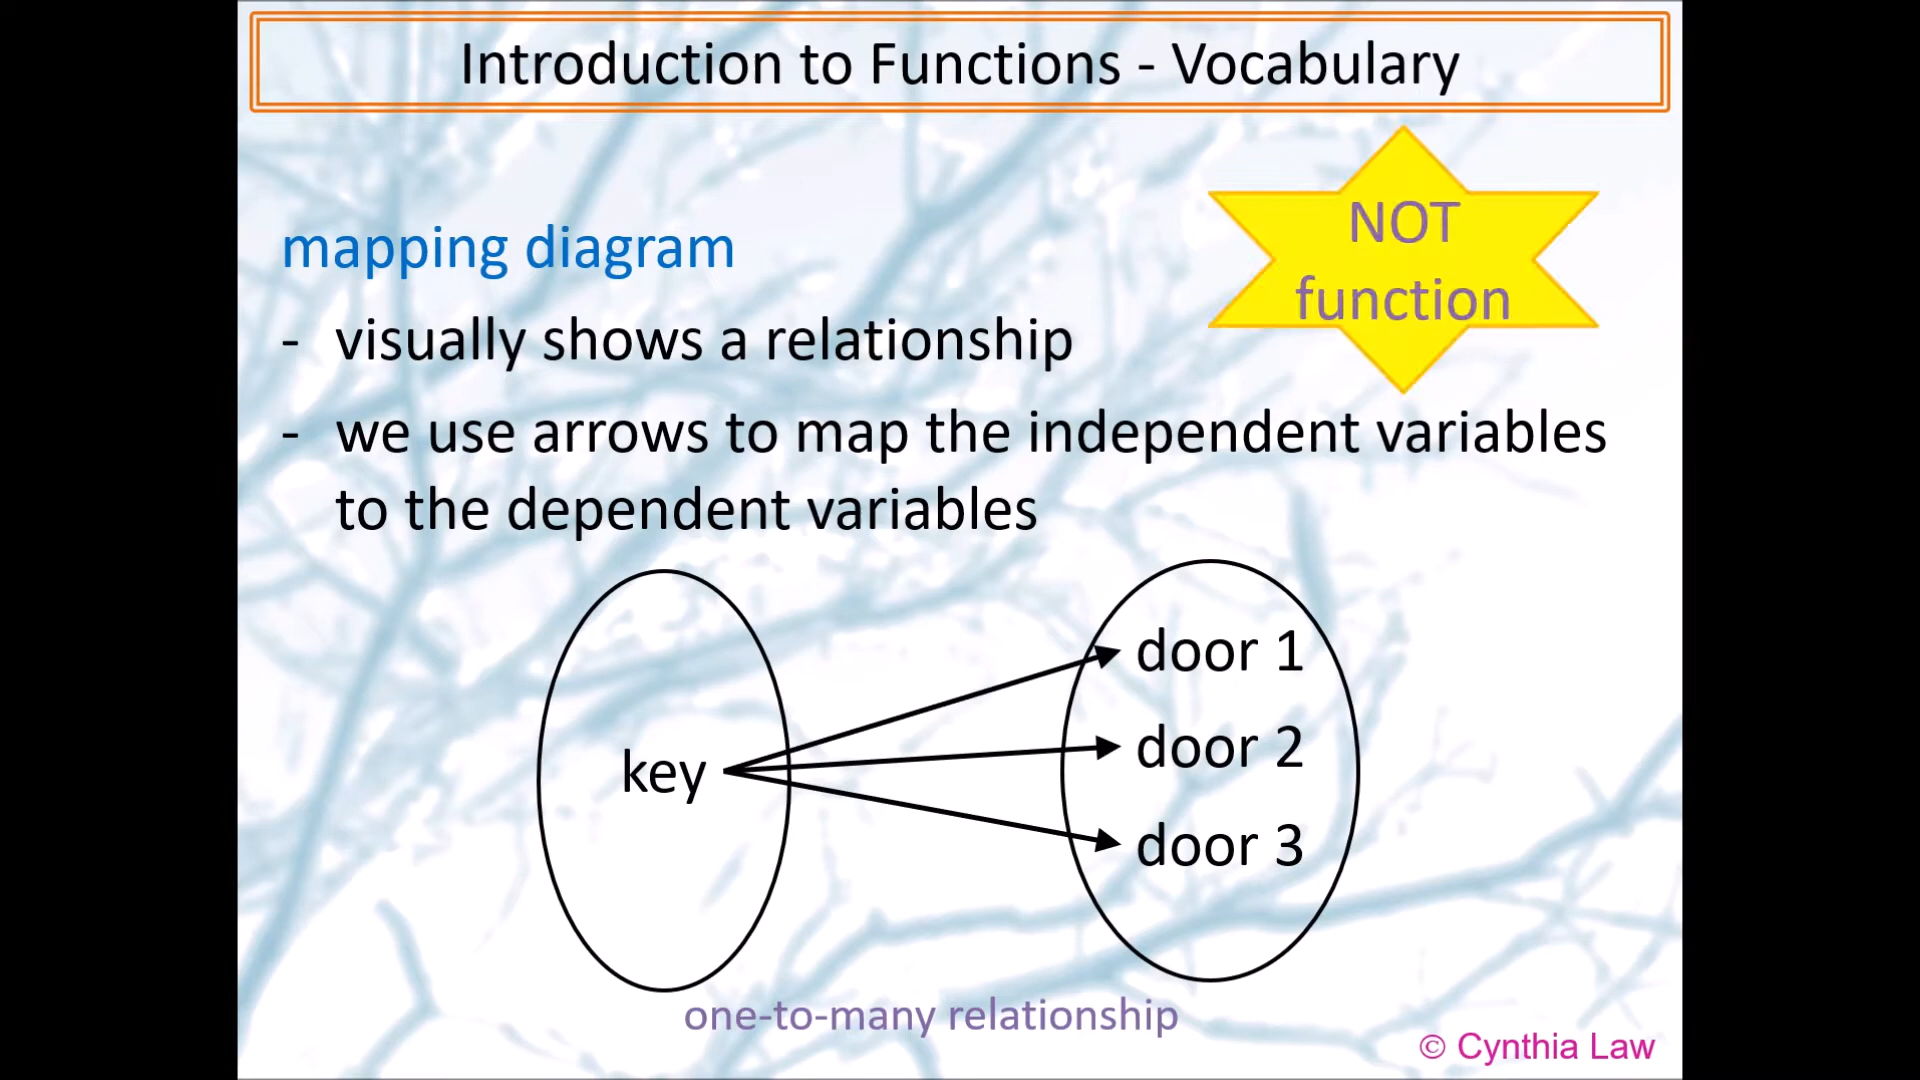 Introduction to Functions - Vocabulary
NOT
function
mapping diagram
- visually shows a relationship
- we use arrows to map the independent variables
to the dependent variables
door 1
door 2
key
door 3
one-to-many relationship
© Cynthia Law